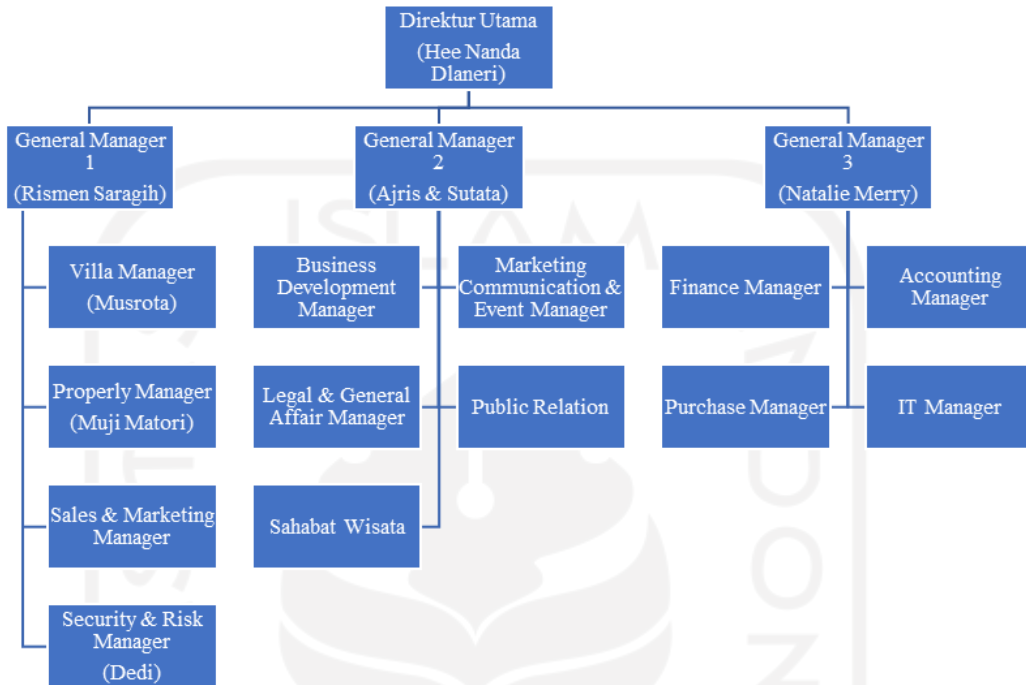 Direktur Utama
(Hee Nanda
Dlaneri)
General Manager
1
(Rismen Saragih)
General Manager
2
(Ajris & Sutata)
General Manager
3
(Natalie Merry)
Villa Manager
(Musrota)
Properly Manager
(Muji Matori)
Sales & Marketing
Manager
Security & Risk
Manager
(Dedi)
Business
Development
Manager
Marketing
Communication &
Event Manager
Legal & General
Affair Manager
Public Relation
Sahabat Wisata
Finance Manager
Accounting
Manager
Purchase Manager
IT Manager
ISLAM